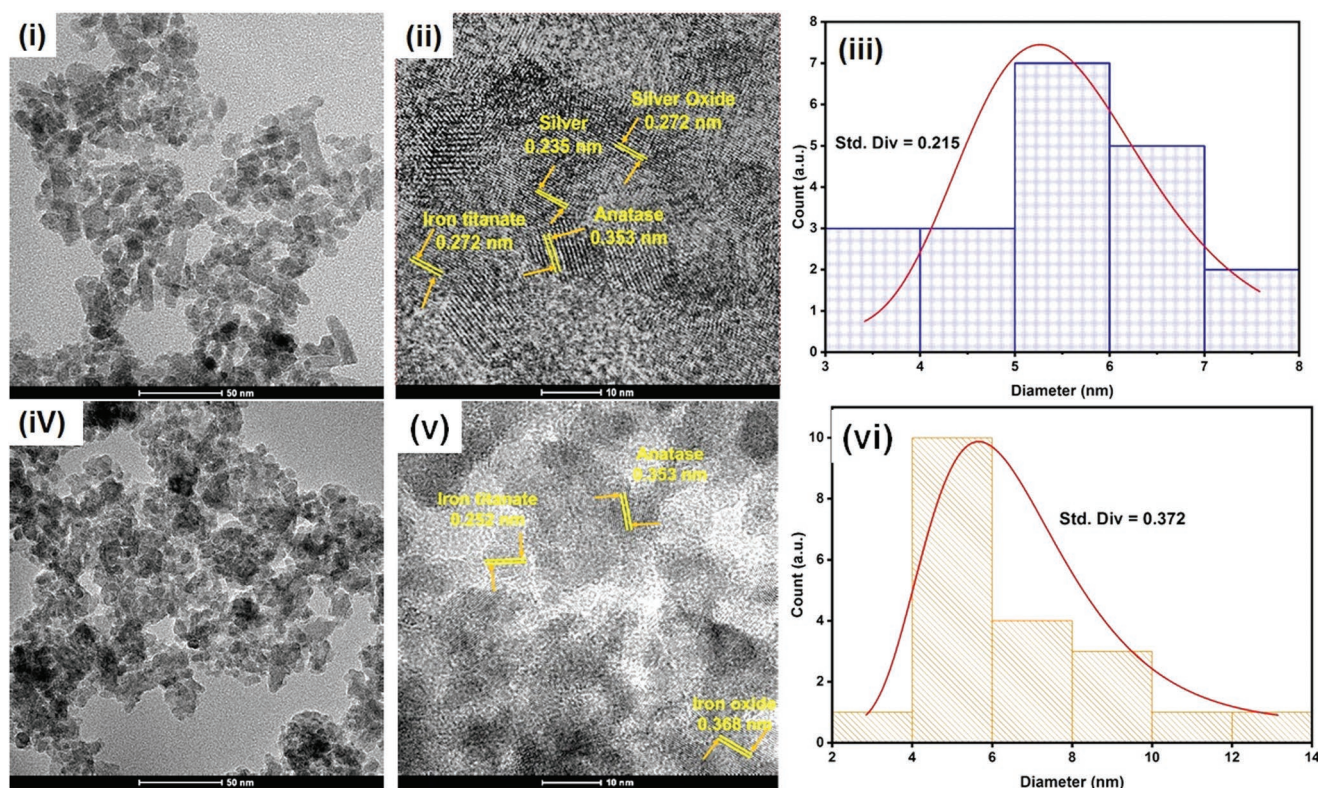 (i)
50 nm
(ii)
Silver Oxide
0.272 nm
Silver
0.235 nm
Iron titanate
0.272 nm
Anatase
0.353 nm
10 nm
(iii)
Std. Div = 0.215
Count (a.u.)
8
7
6
5
4
3
2
1
0
3 4 5 6 7 8
Diameter (nm)
(iV)
50 nm
(v)
Anatase
0.353 nm
Iron titanate
0.252 nm
Iron oxide
0.368 nm
10 nm
(vi)
Std. Div = 0.372
Count (a.u.)
10
8
6
4
2
0
2 4 6 8 10 12 14
Diameter (nm)